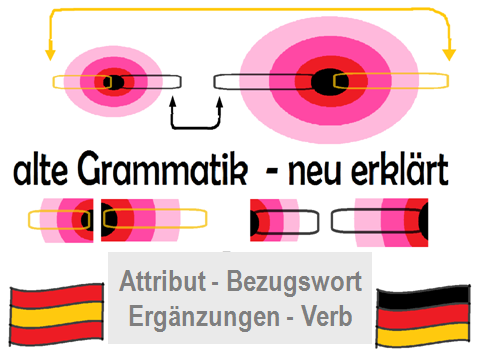 alte Grammatik - neu erklärt
Attribut - Bezugswort
Ergänzungen - Verb